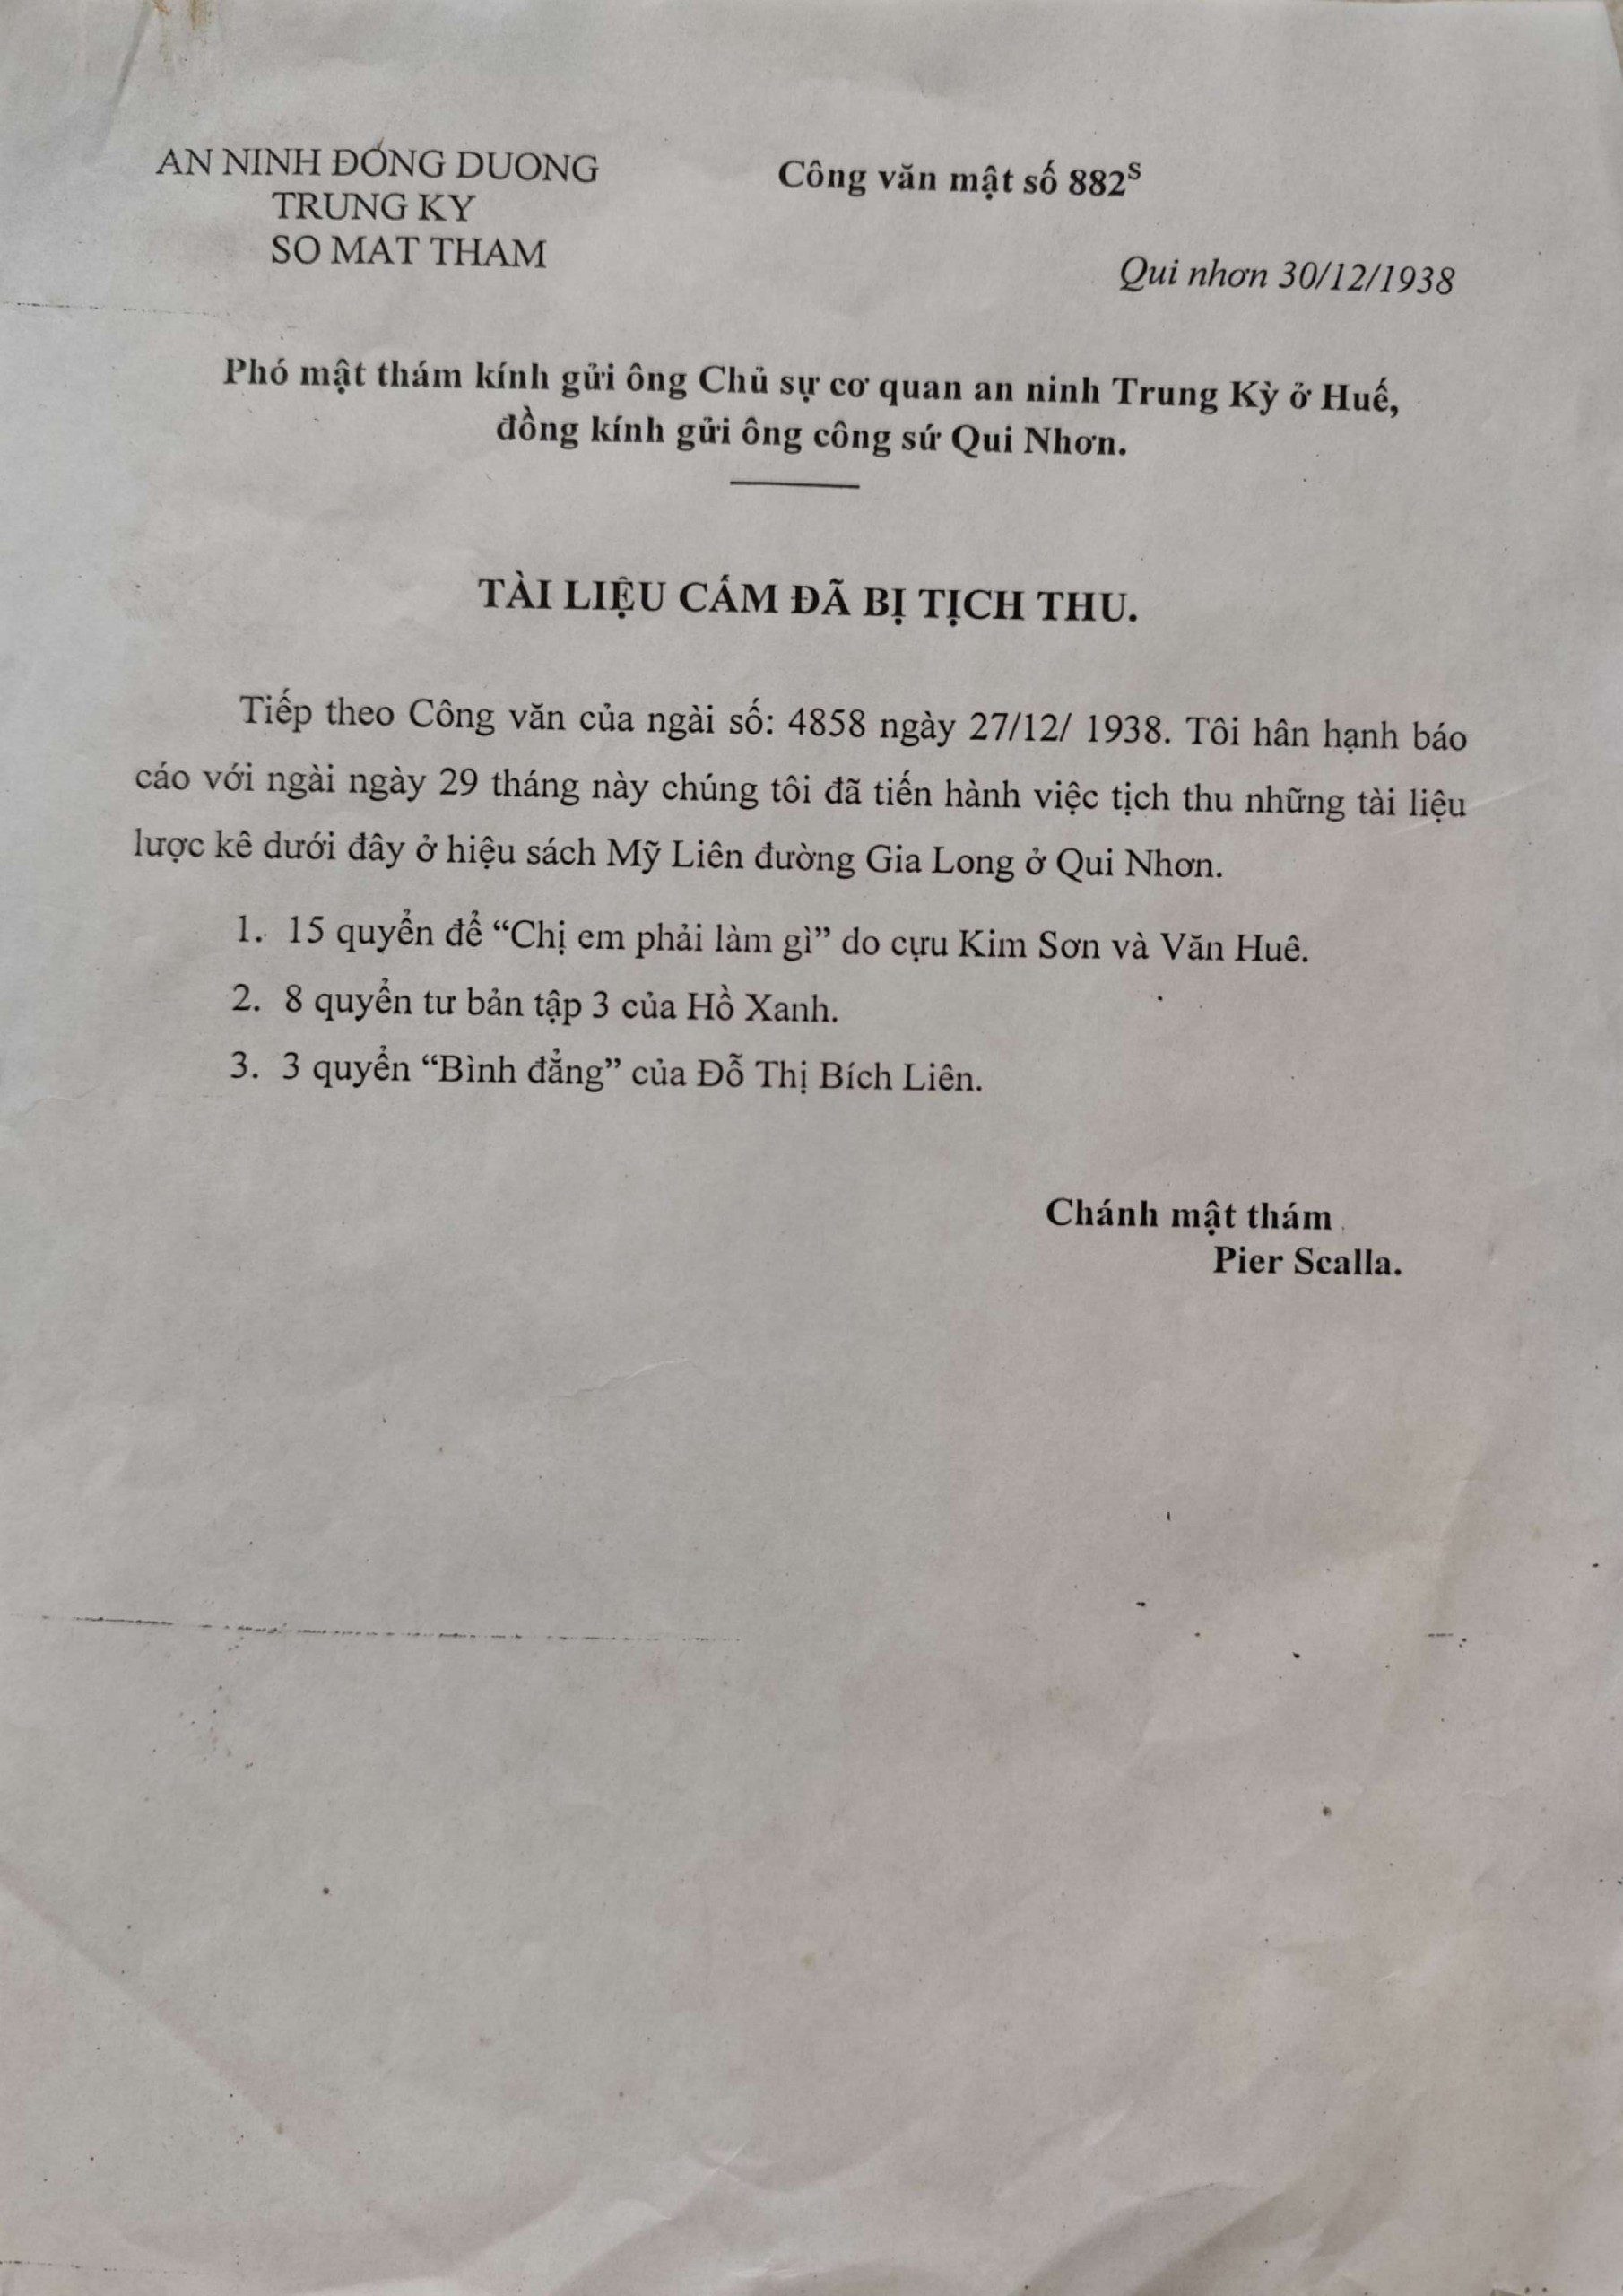 AN NINH ĐÓNG DUONG
TRUNG KY
SO MAT THAM
Công văn mật số 882ˢ
Qui nhơn 30/12/1938
Phó mật thám kính gửi ông Chủ sự cơ quan an ninh Trung Kỳ ở Huế,
đồng kính gửi ông công sứ Qui Nhơn.
TÀI LIỆU CẤM ĐÃ BỊ TỊCH THU.
Tiếp theo Công văn của ngài số: 4858 ngày 27/12/ 1938. Tôi hân hạnh báo
cáo với ngài ngày 29 tháng này chúng tôi đã tiến hành việc tịch thu những tài liệu
lược kê dưới đây ở hiệu sách Mỹ Liên đường Gia Long ở Qui Nhơn.
1. 15 quyển để “Chị em phải làm gì” do cựu Kim Sơn và Văn Huê.
2. 8 quyển tư bản tập 3 của Hồ Xanh.
3. 3 quyển “Bình đẳng” của Đỗ Thị Bích Liên.
Chánh mật thám
Pier Scalla.